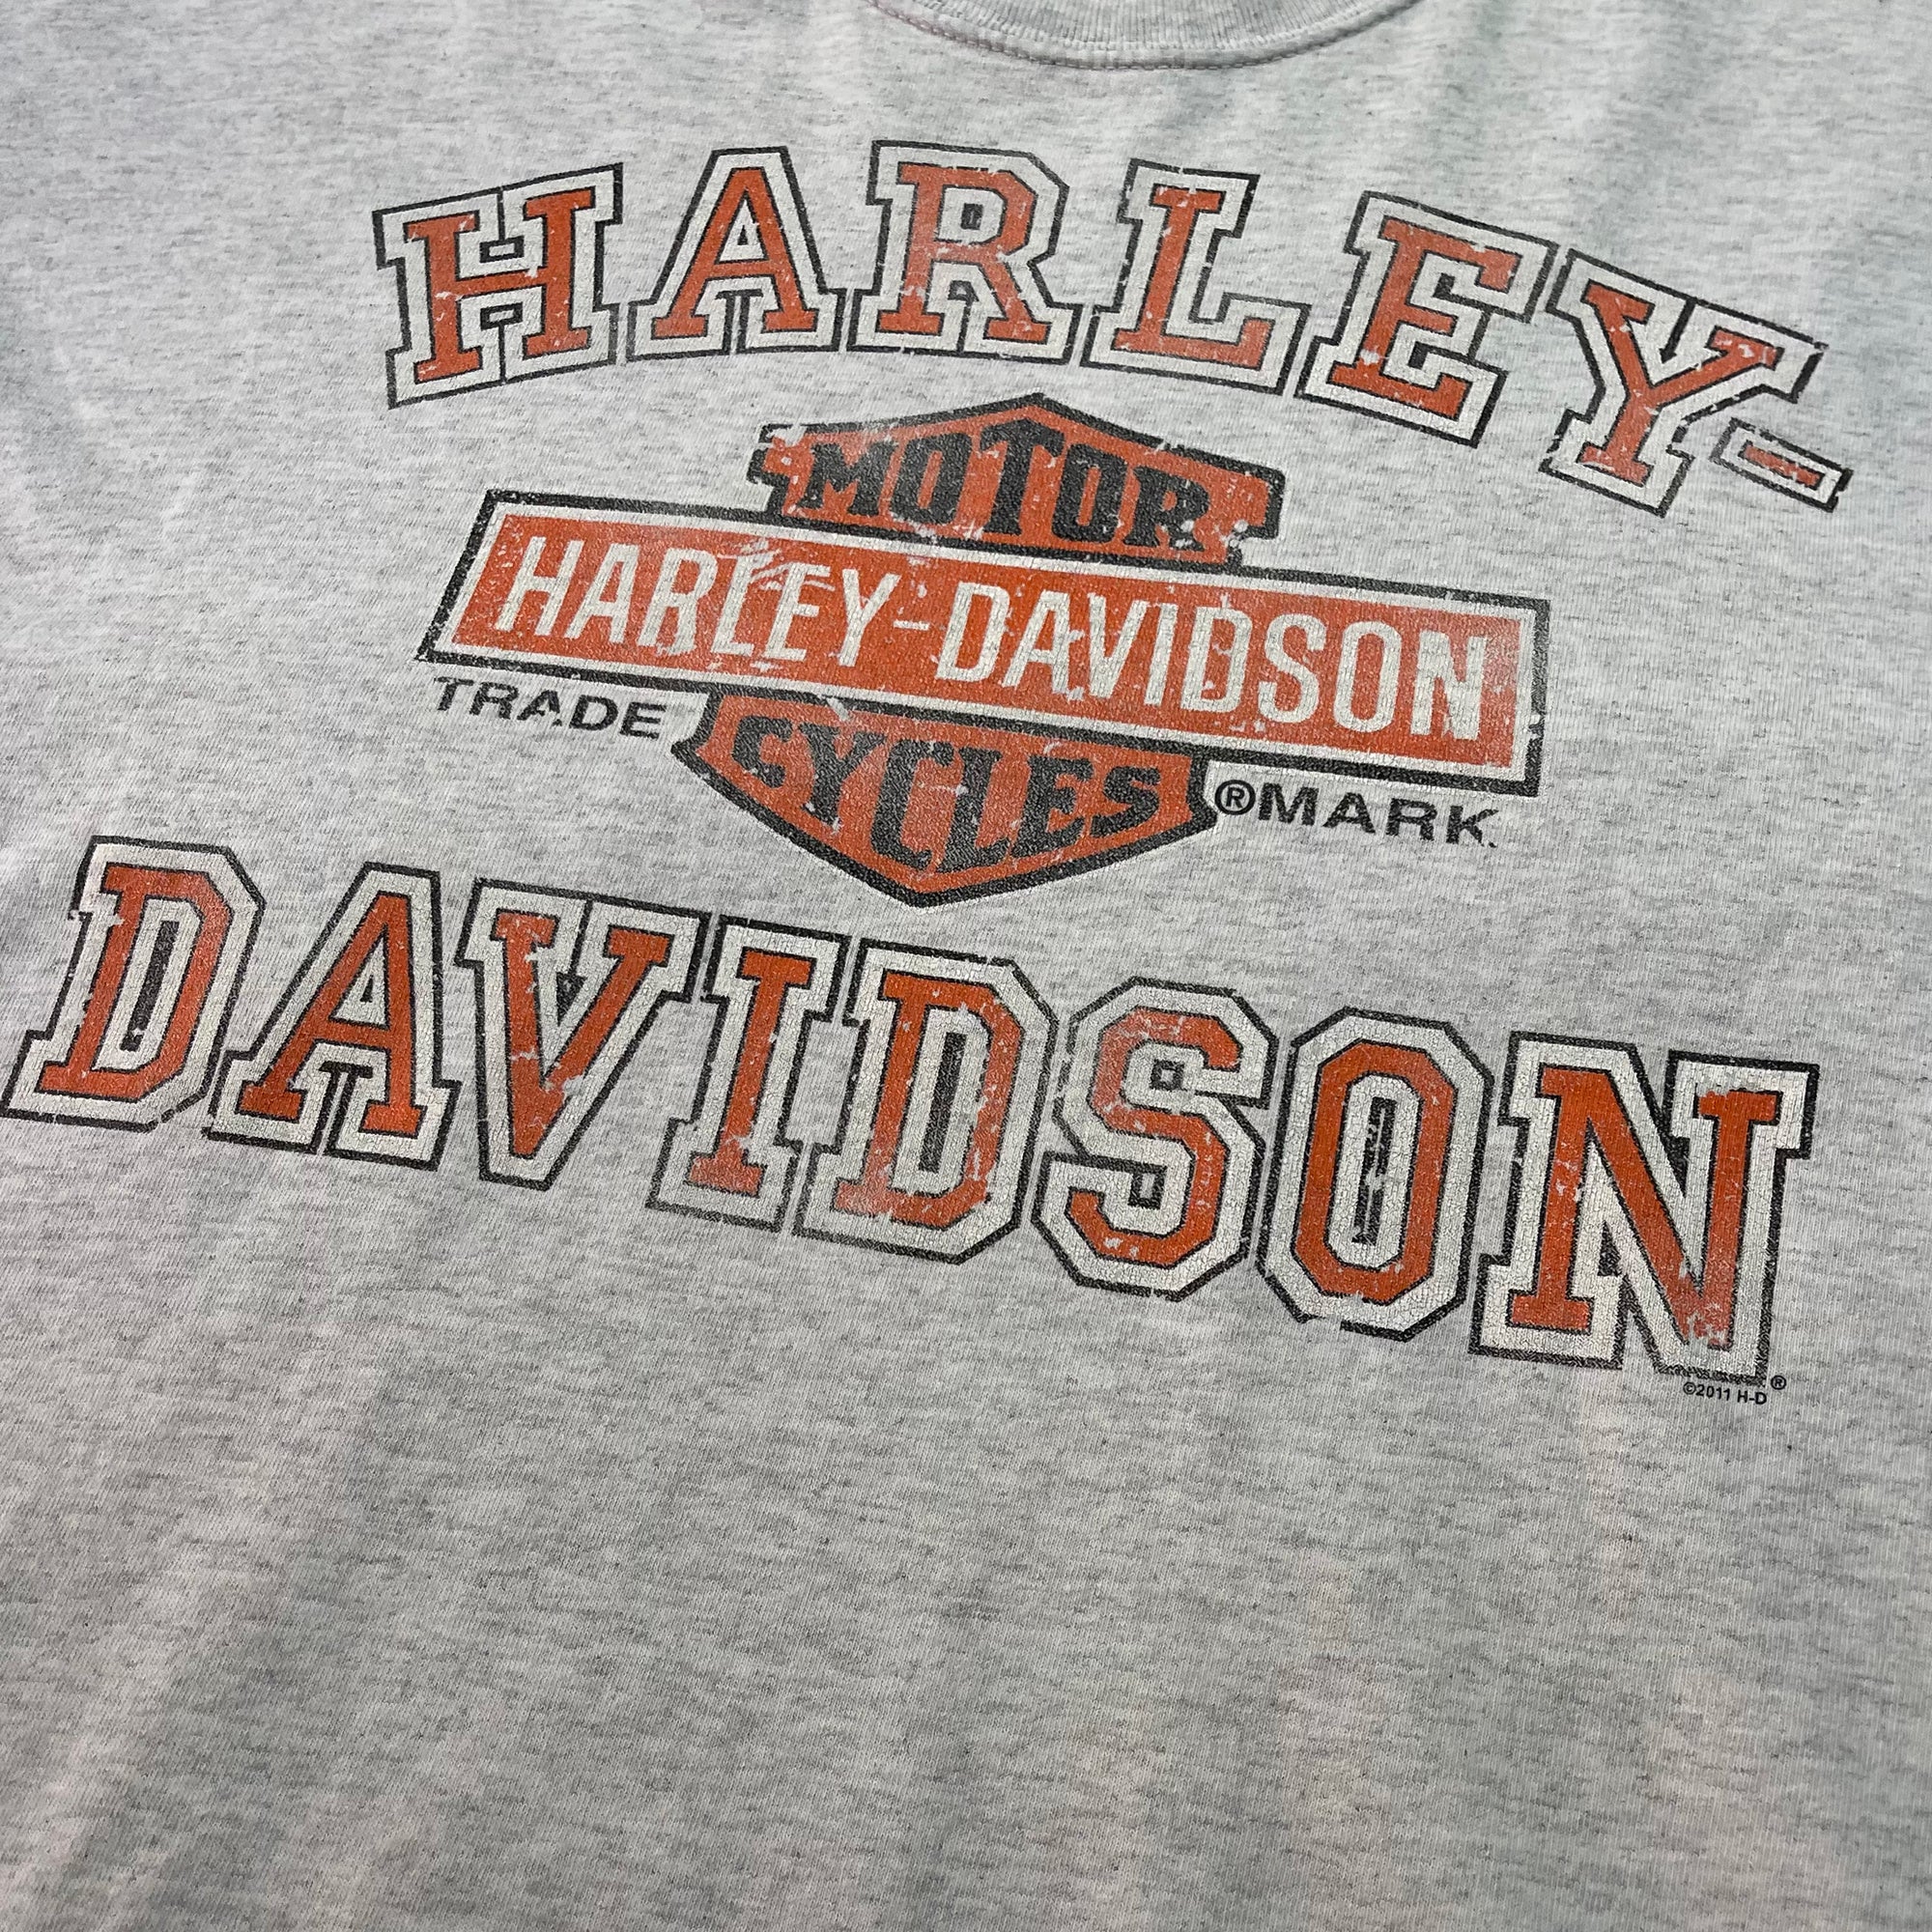 HARLEY-
MOTOR
HARLEY-DAVIDSON
TRADE ®MARK
CYCLES
DAVIDSON
®
©2011 H-D